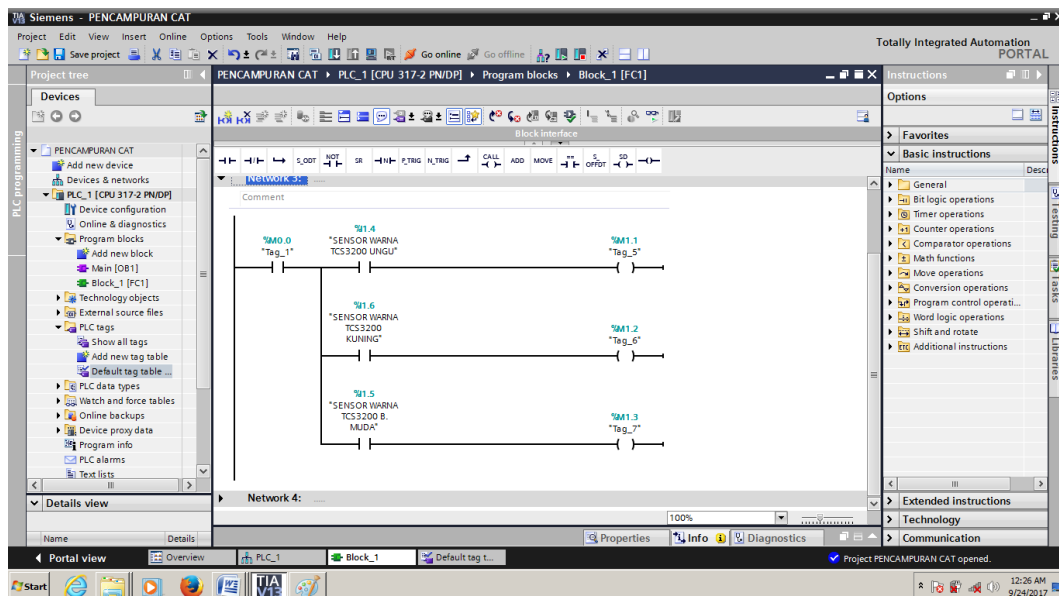 Siemens - PENCAMPURAN CAT
Project Edit View Insert Online Options Tools Window Help
Totally Integrated Automation
PORTAL
Save project Go online Go offline
Project tree
PENCAMPURAN CAT PLC_1 [CPU 317-2 PN/DP] Program blocks Block_1 [FC1]
Instructions
Devices
Options
Block interface
PLC programming
PENCAMPURAN CAT
Add new device
Devices & networks
PLC_1 [CPU 317-2 PN/DP]
Device configuration
Online & diagnostics
Program blocks
Add new block
Main [OB1]
Block_1 [FC1]
Technology objects
External source files
PLC tags
Show all tags
Add new tag table
Default tag table ...
PLC data types
Watch and force tables
Online backups
Device proxy data
Program info
PLC alarms
Text lists
Details view
Name Details
S_ODT NOT SR N P_TRIG N_TRIG CALL ADD MOVE == S_OFFDT SD
Network 3: .....
Comment
%M0.0
"Tag_1"
%I1.4
"SENSOR WARNA
TCS3200 UNGU"
%M1.1
"Tag_5"
%I1.6
"SENSOR WARNA
TCS3200
KUNING"
%M1.2
"Tag_6"
%I1.5
"SENSOR WARNA
TCS3200 B.
MUDA"
%M1.3
"Tag_7"
Network 4: .....
100%
Properties Info Diagnostics
Favorites
Basic instructions
Name Descr
General
Bit logic operations
Timer operations
Counter operations
Comparator operations
Math functions
Move operations
Conversion operations
Program control operati...
Word logic operations
Shift and rotate
Additional instructions
Extended instructions
Technology
Communication
Instructions
Testing
Tasks
Libraries
Portal view Overview PLC_1 Block_1 Default tag t...
Project PENCAMPURAN CAT opened.
Start
TIA
V13
12:26 AM
9/24/2017